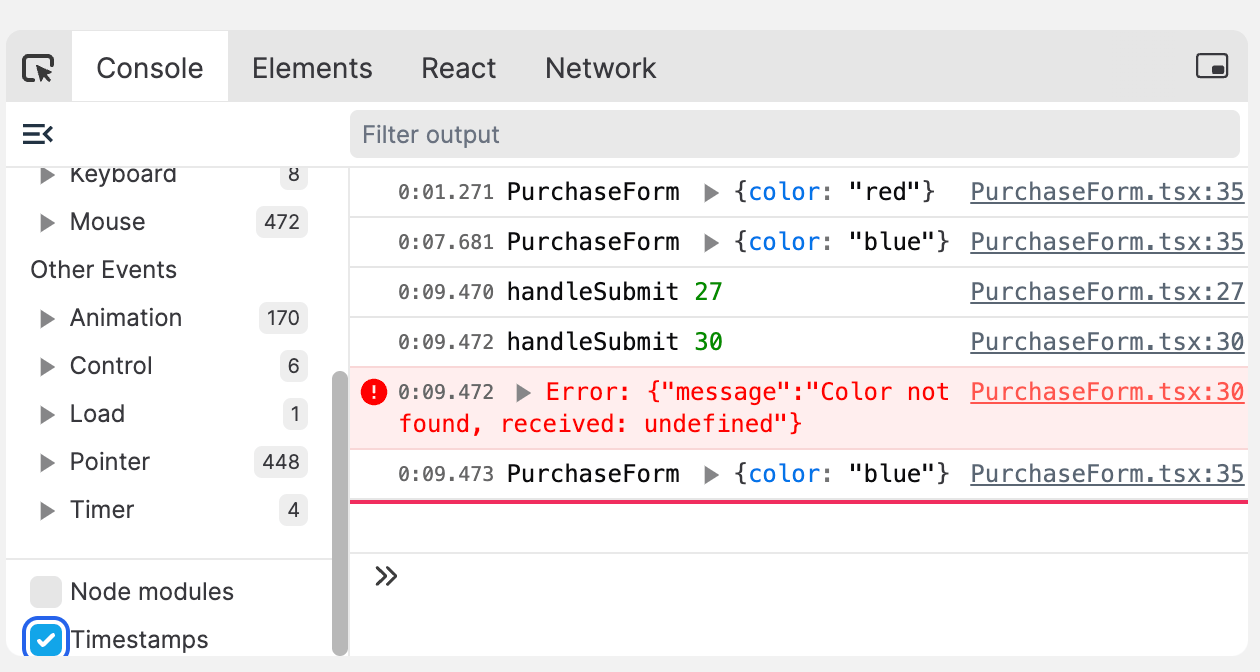 Console Elements React Network
Filter output
Keyboard 8
Mouse 472
Other Events
Animation 170
Control 6
Load 1
Pointer 448
Timer 4
Node modules
Timestamps
0:01.271 PurchaseForm {color: "red"} PurchaseForm.tsx:35
0:07.681 PurchaseForm {color: "blue"} PurchaseForm.tsx:35
0:09.470 handleSubmit 27 PurchaseForm.tsx:27
0:09.472 handleSubmit 30 PurchaseForm.tsx:30
0:09.472 Error: {"message":"Color not PurchaseForm.tsx:30
found, received: undefined"}
0:09.473 PurchaseForm {color: "blue"} PurchaseForm.tsx:35